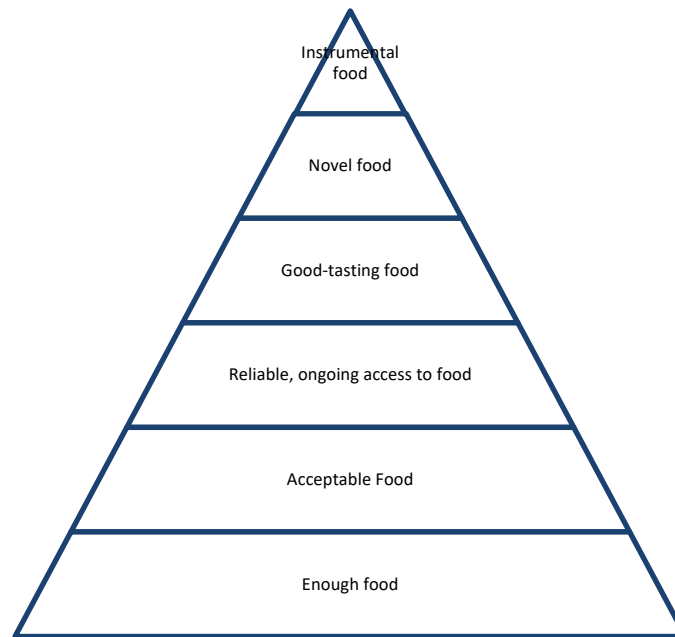 Instrumental
food
Novel food
Good-tasting food
Reliable, ongoing access to food
Acceptable Food
Enough food